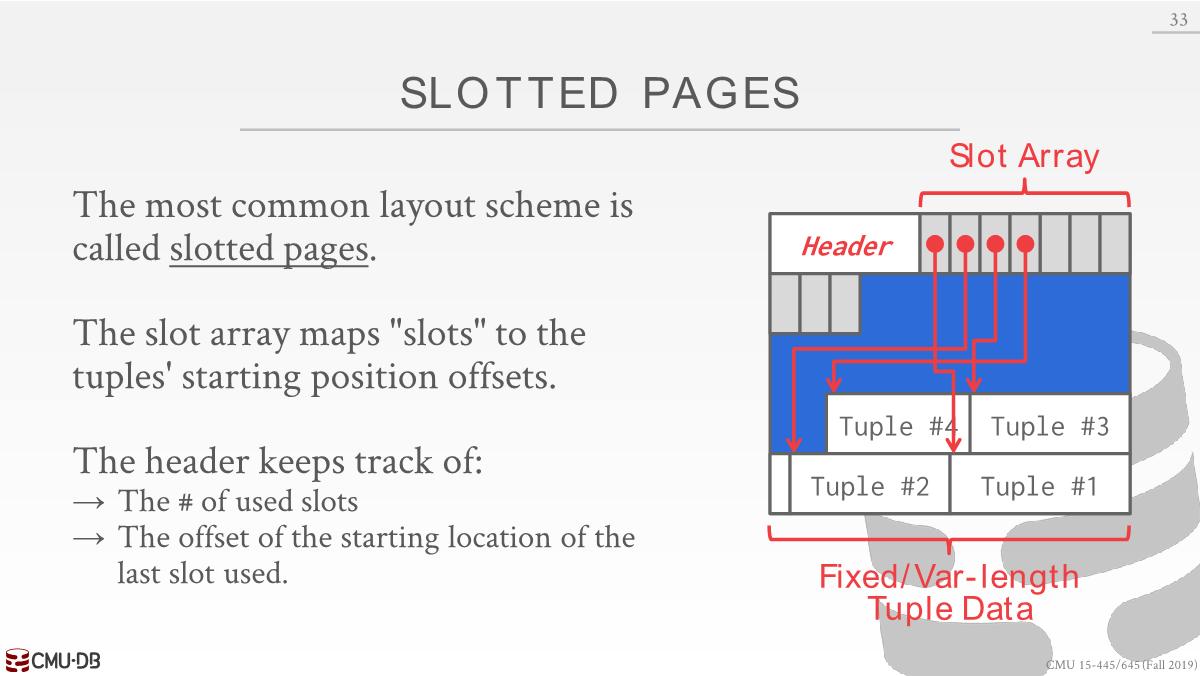 33
SLOTTED PAGES
The most common layout scheme is
called slotted pages.
The slot array maps "slots" to the
tuples' starting position offsets.
The header keeps track of:
→ The # of used slots
→ The offset of the starting location of the
last slot used.
Slot Array
Header
Tuple #4
Tuple #3
Tuple #2
Tuple #1
Fixed/Var-length
Tuple Data
CMU·DB
CMU 15-445/645 (Fall 2019)